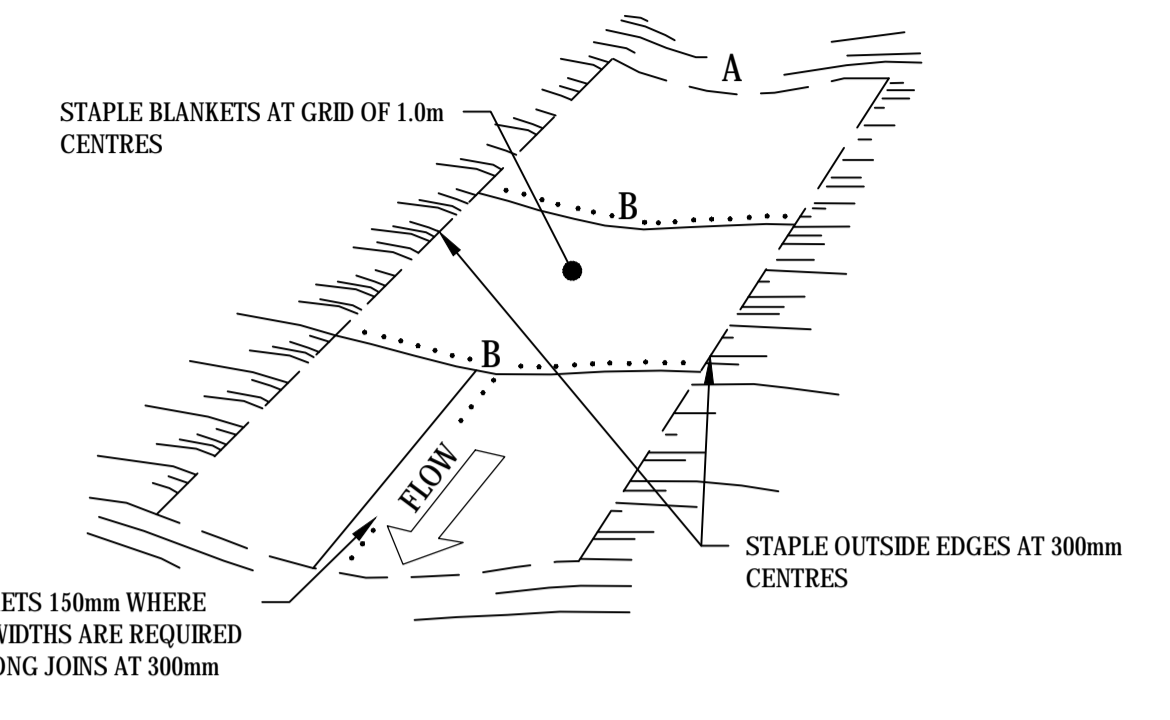 A
STAPLE BLANKETS AT GRID OF 1.0m
CENTRES
B
B
FLOW
STAPLE OUTSIDE EDGES AT 300mm
CENTRES
ETS 150mm WHERE
WIDTHS ARE REQUIRED
ONG JOINS AT 300mm